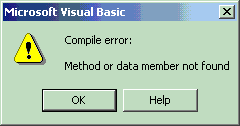 Microsoft Visual Basic
Compile error:
Method or data member not found
OK
Help